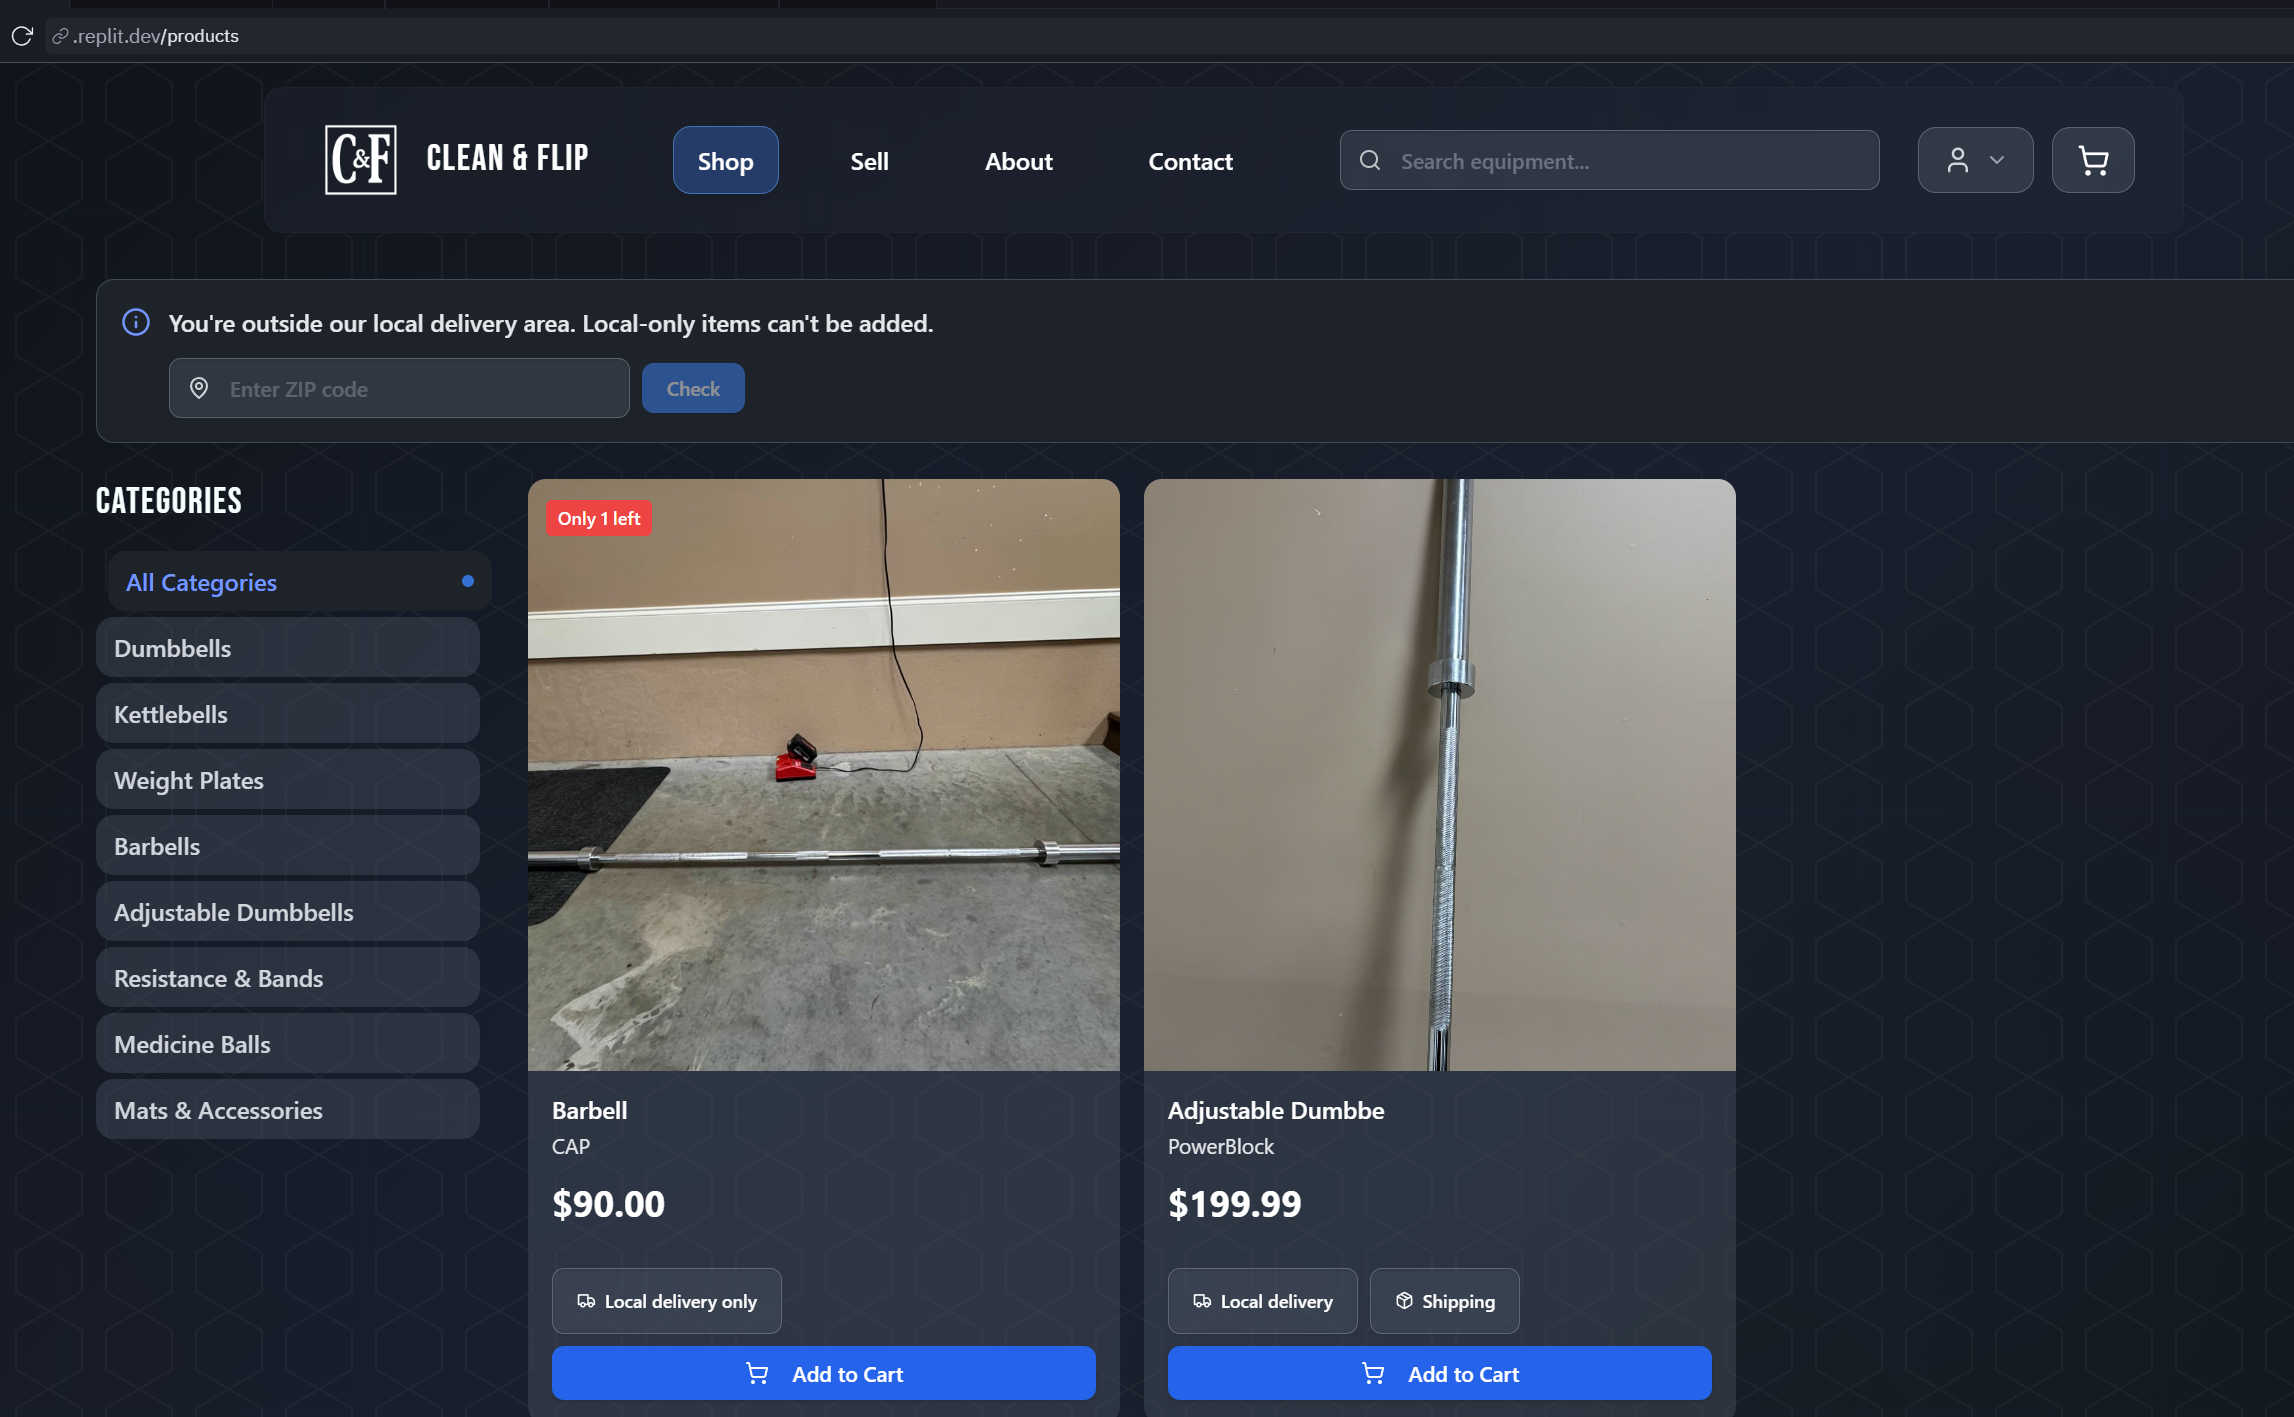 .replit.dev/products
C&F
CLEAN & FLIP
Shop
Sell
About
Contact
Search equipment...
You're outside our local delivery area. Local-only items can't be added.
Enter ZIP code
Check
CATEGORIES
All Categories
Dumbbells
Kettlebells
Weight Plates
Barbells
Adjustable Dumbbells
Resistance & Bands
Medicine Balls
Mats & Accessories
Only 1 left
Barbell
CAP
$90.00
Local delivery only
Add to Cart
Adjustable Dumbbe
PowerBlock
$199.99
Local delivery
Shipping
Add to Cart